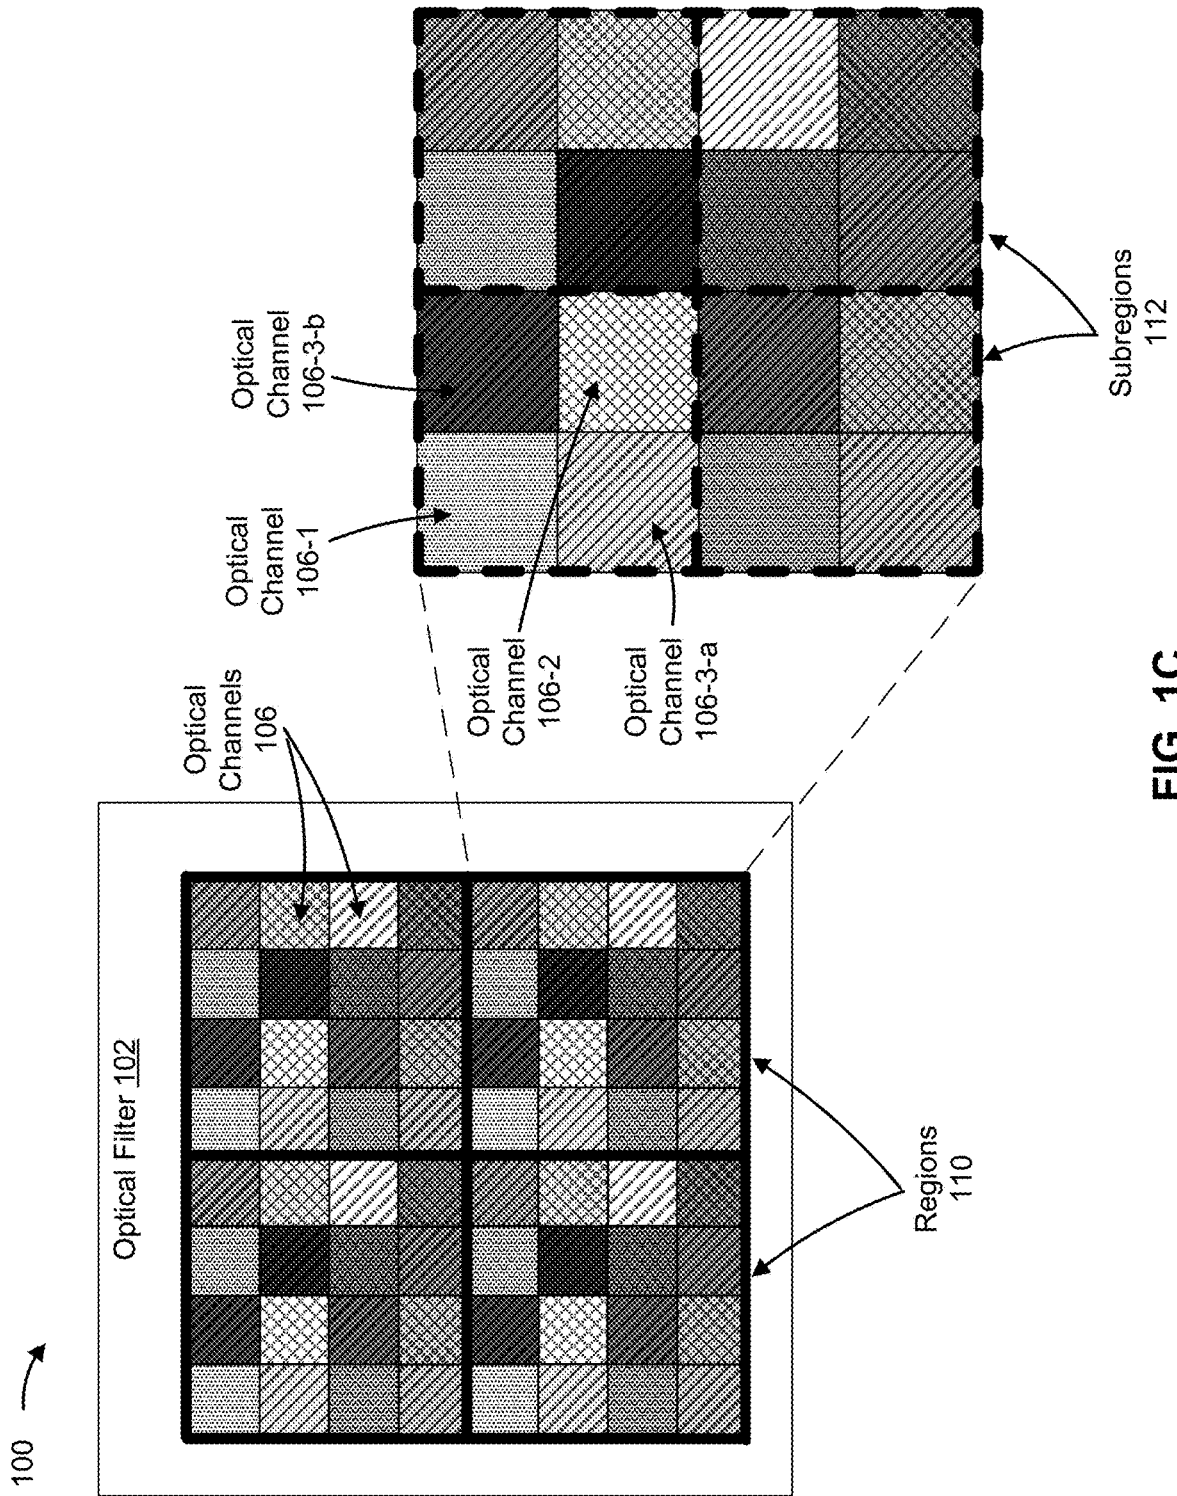 100
Optical Filter 102
Optical
Channels
106
Regions
110
Optical
Channel
106-1
Optical
Channel
106-3-b
Optical
Channel
106-2
Optical
Channel
106-3-a
Subregions
112
FIG. 1C